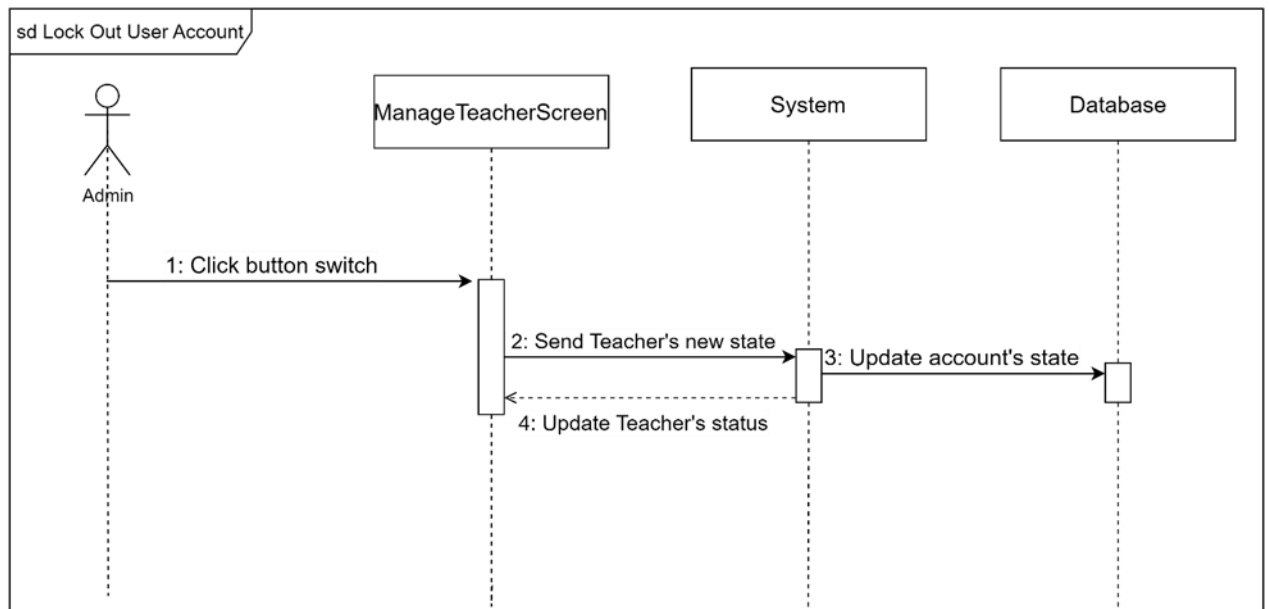 sd Lock Out User Account
ManageTeacherScreen
System
Database
Admin
1: Click button switch
2: Send Teacher's new state
3: Update account's state
4: Update Teacher's status